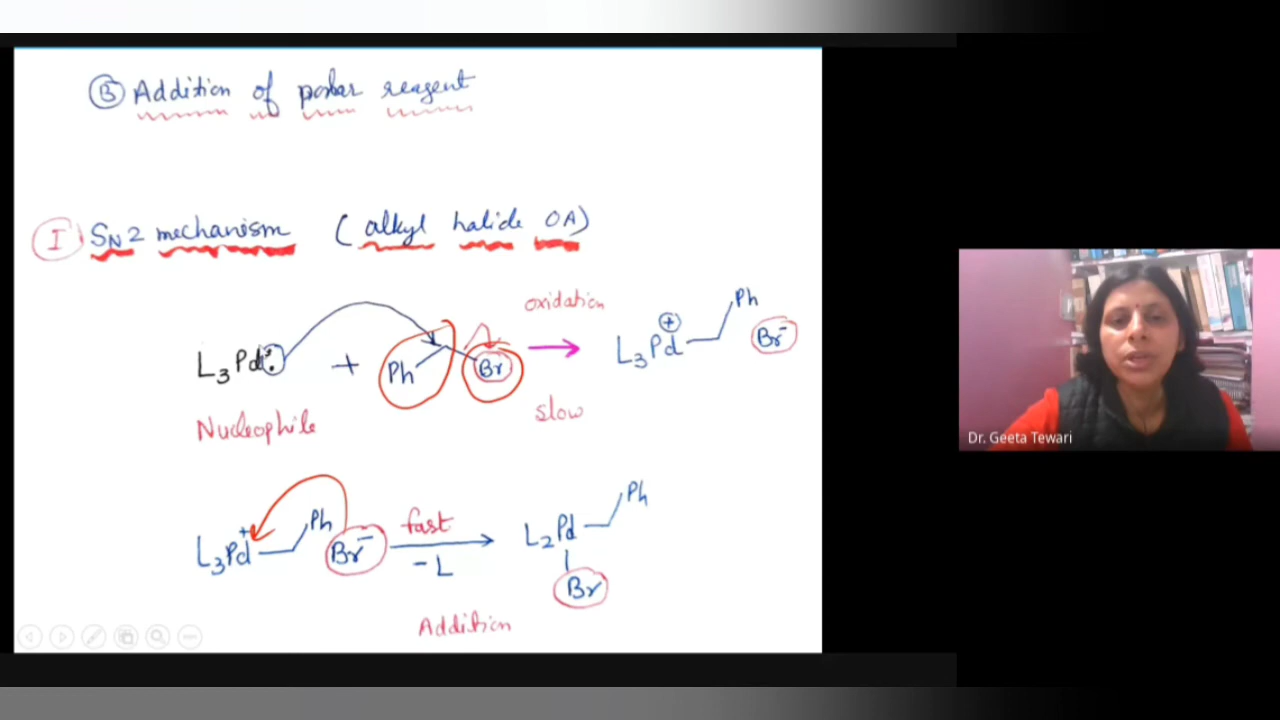 Ⓑ Addition of polar reagent
Ⓘ SN2 mechanism ( alkyl halide OA)
L₃Pd: + Ph Br oxidation slow L₃Pd⊕ Ph Br⁻
Nucleophile
L₃Pd⁺ Ph Br⁻ fast - L L₂Pd Ph Br
Addition
Dr. Geeta Tewari